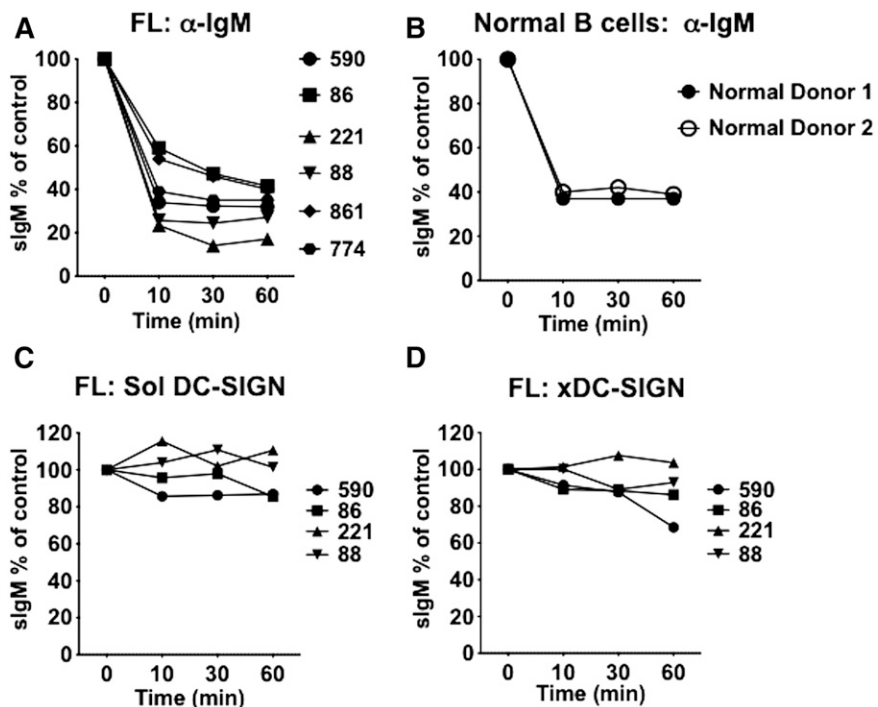 A
FL: α-IgM
sIgM % of control
100
80
60
40
20
0
0 10 30 60
Time (min)
590
86
221
88
861
774
B
Normal B cells: α-IgM
sIgM % of control
100
80
60
40
20
0
0 10 30 60
Time (min)
Normal Donor 1
Normal Donor 2
C
FL: Sol DC-SIGN
sIgM % of control
120
100
80
60
40
20
0
0 10 30 60
Time (min)
590
86
221
88
D
FL: xDC-SIGN
sIgM % of control
120
100
80
60
40
20
0
0 10 30 60
Time (min)
590
86
221
88